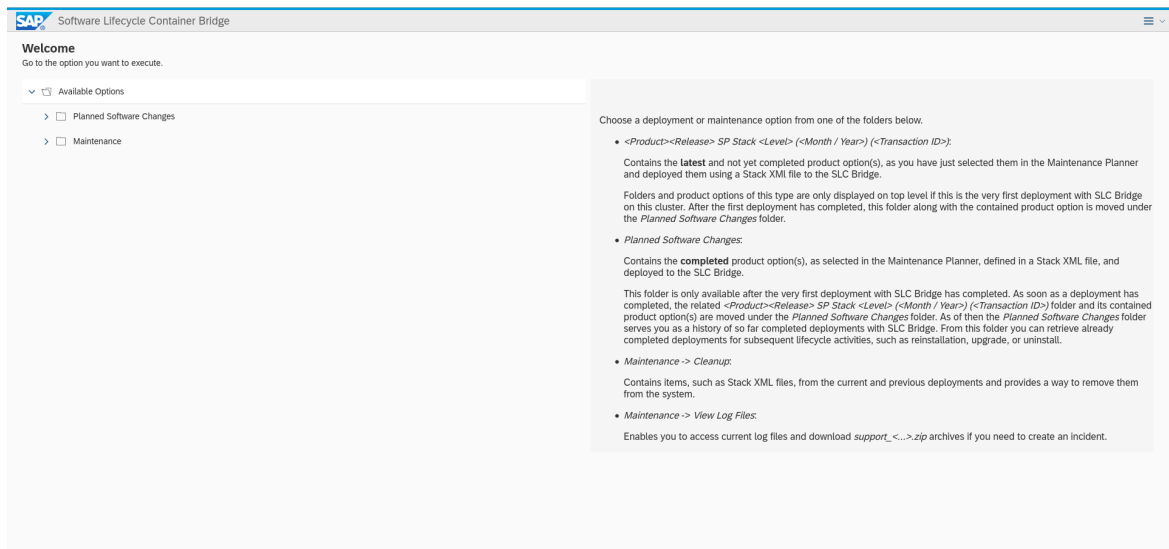 SAP Software Lifecycle Container Bridge
Welcome
Go to the option you want to execute.
Available Options
Planned Software Changes
Maintenance
Choose a deployment or maintenance option from one of the folders below.
• <Product><Release> SP Stack <Level> (<Month / Year>) (<Transaction ID>):
Contains the latest and not yet completed product option(s), as you have just selected them in the Maintenance Planner
and deployed them using a Stack XMl file to the SLC Bridge.
Folders and product options of this type are only displayed on top level if this is the very first deployment with SLC Bridge
on this cluster. After the first deployment has completed, this folder along with the contained product option is moved under
the Planned Software Changes folder.
• Planned Software Changes:
Contains the completed product option(s), as selected in the Maintenance Planner, defined in a Stack XML file, and
deployed to the SLC Bridge.
This folder is only available after the very first deployment with SLC Bridge has completed. As soon as a deployment has
completed, the related <Product><Release> SP Stack <Level> (<Month / Year>) (<Transaction ID>) folder and its contained
product option(s) are moved under the Planned Software Changes folder. As of then the Planned Software Changes folder
serves you as a history of so far completed deployments with SLC Bridge. From this folder you can retrieve already
completed deployments for subsequent lifecycle activities, such as reinstallation, upgrade, or uninstall.
• Maintenance -> Cleanup:
Contains items, such as Stack XML files, from the current and previous deployments and provides a way to remove them
from the system.
• Maintenance -> View Log Files:
Enables you to access current log files and download support_<...>.zip archives if you need to create an incident.